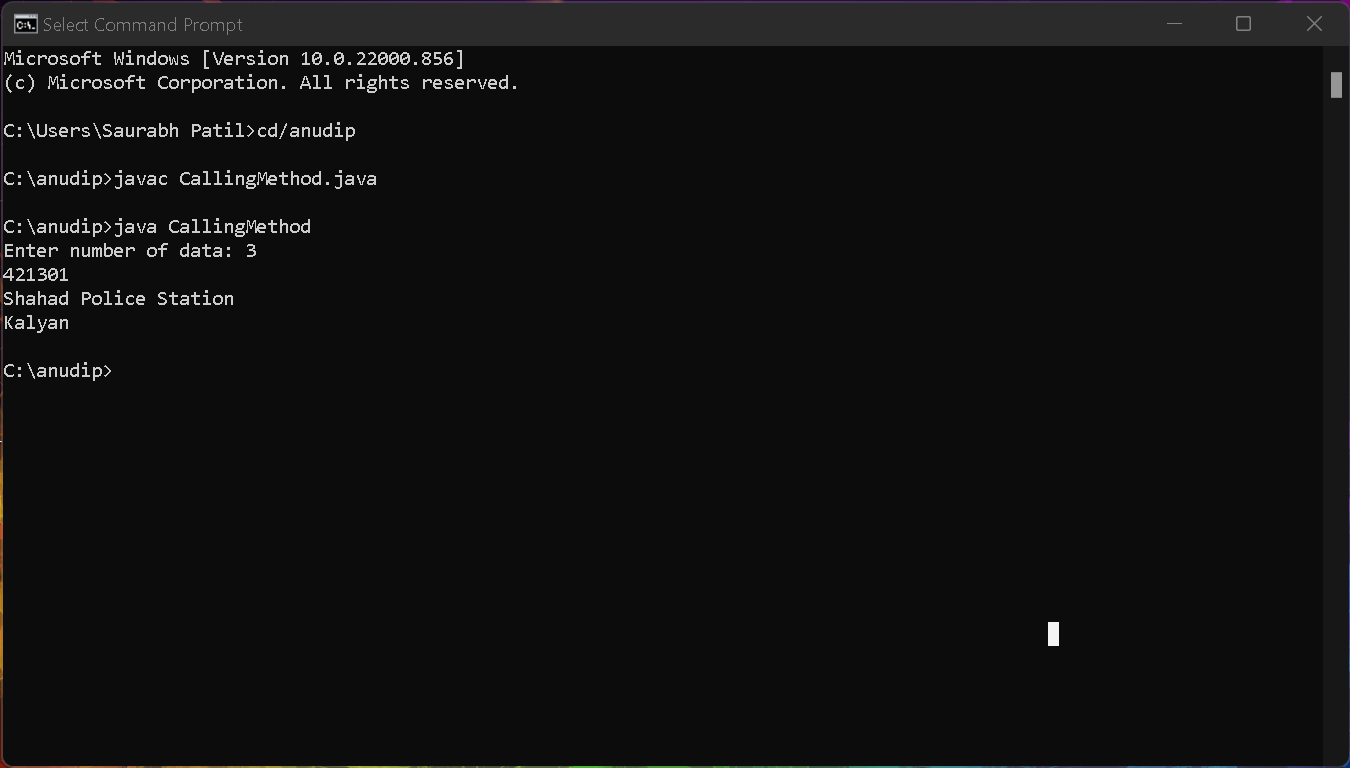 Select Command Prompt
Microsoft Windows [Version 10.0.22000.856]
(c) Microsoft Corporation. All rights reserved.
C:\Users\Saurabh Patil>cd/anudip
C:\anudip>javac CallingMethod.java
C:\anudip>java CallingMethod
Enter number of data: 3
421301
Shahad Police Station
Kalyan
C:\anudip>